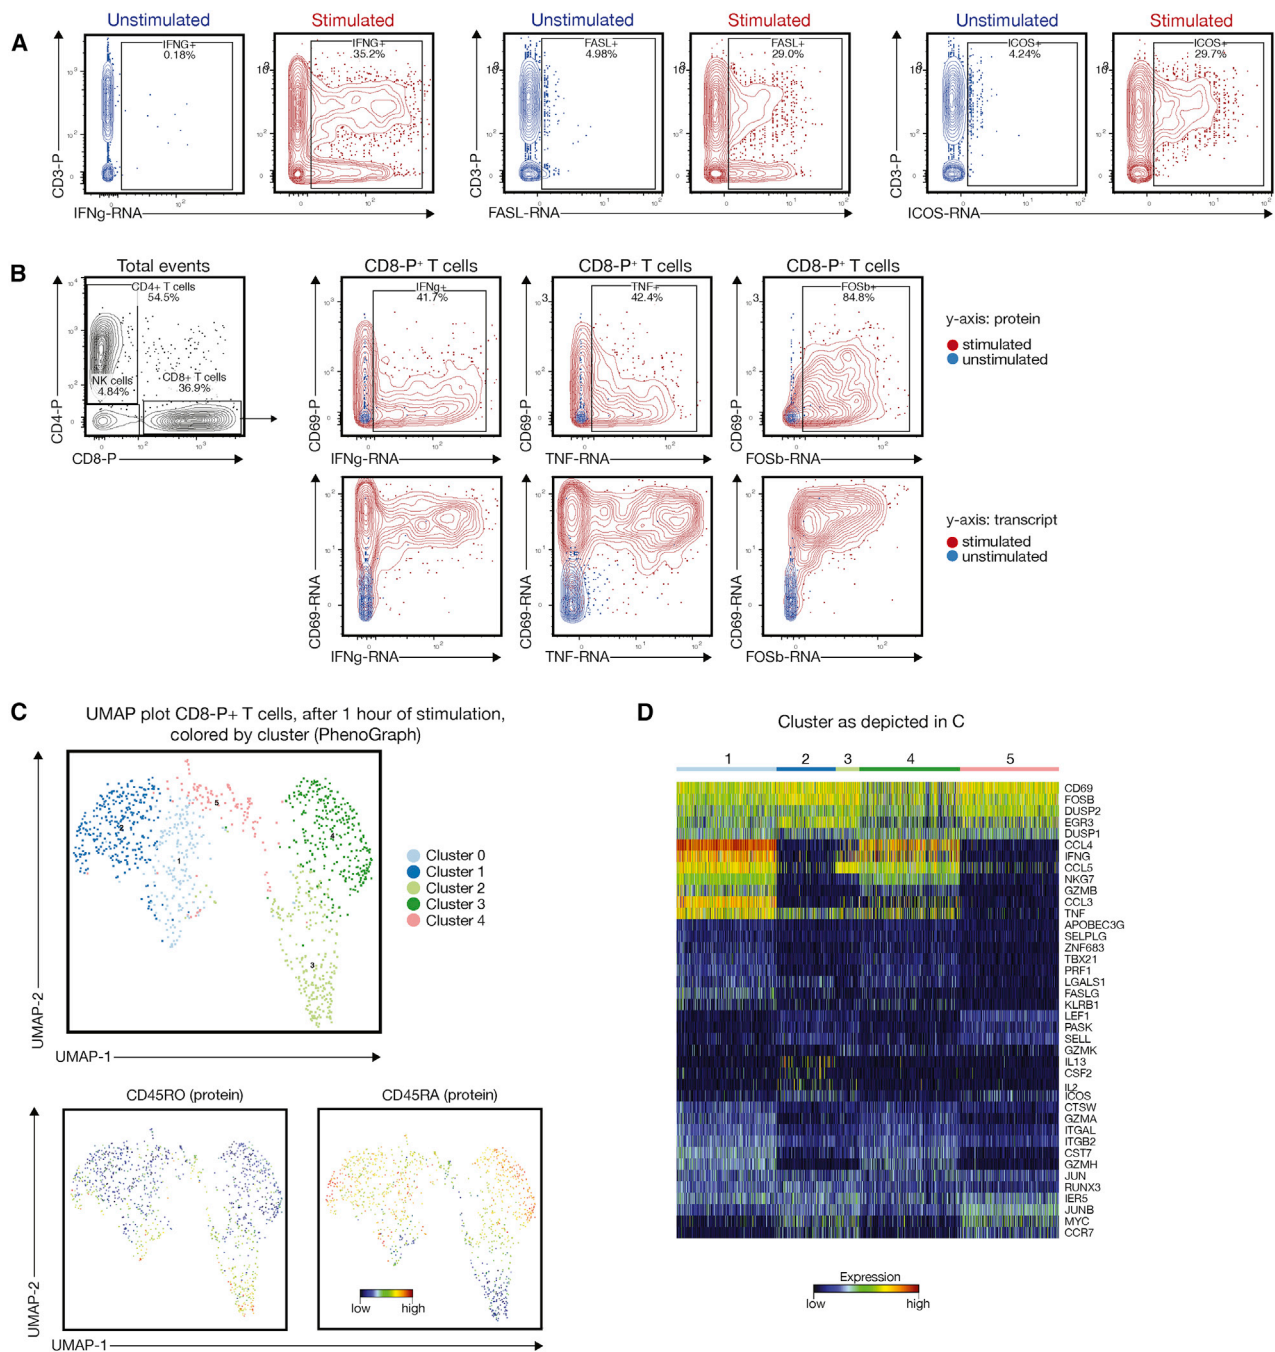 A
Unstimulated
Stimulated
Unstimulated
Stimulated
Unstimulated
Stimulated
IFNG+
0.18%
IFNG+
35.2%
FASL+
4.98%
FASL+
29.0%
ICOS+
4.24%
ICOS+
29.7%
CD3-P
CD3-P
CD3-P
IFNg-RNA
FASL-RNA
ICOS-RNA
B
Total events
CD8-P+ T cells
CD8-P+ T cells
CD8-P+ T cells
CD4+ T cells
54.5%
NK cells
4.84%
CD8+ T cells
36.9%
IFNg+
41.7%
TNF+
42.4%
FOSb+
84.8%
y-axis: protein
stimulated
unstimulated
CD4-P
CD8-P
CD69-P
IFNg-RNA
CD69-P
TNF-RNA
CD69-P
FOSb-RNA
y-axis: transcript
stimulated
unstimulated
CD69-RNA
IFNg-RNA
CD69-RNA
TNF-RNA
CD69-RNA
FOSb-RNA
C
UMAP plot CD8-P+ T cells, after 1 hour of stimulation,
colored by cluster (PhenoGraph)
1
2
3
4
5
Cluster 0
Cluster 1
Cluster 2
Cluster 3
Cluster 4
UMAP-2
UMAP-1
CD45RO (protein)
CD45RA (protein)
low high
UMAP-2
UMAP-1
D
Cluster as depicted in C
1 2 3 4 5
CD69
FOSB
DUSP2
EGR3
DUSP1
CCL4
IFNG
CCL5
NKG7
GZMB
CCL3
TNF
APOBEC3G
SELPLG
ZNF683
TBX21
PRF1
LGALS1
FASLG
KLRB1
LEF1
PASK
SELL
GZMK
IL13
CSF2
IL2
ICOS
CTSW
GZMA
ITGAL
ITGB2
CST7
GZMH
JUN
RUNX3
IER5
JUNB
MYC
CCR7
Expression
low high